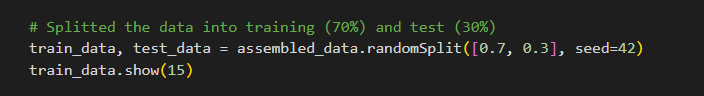 # Splitted the data into training (70%) and test (30%)
train_data, test_data = assembled_data.randomSplit([0.7, 0.3], seed=42)
train_data.show(15)